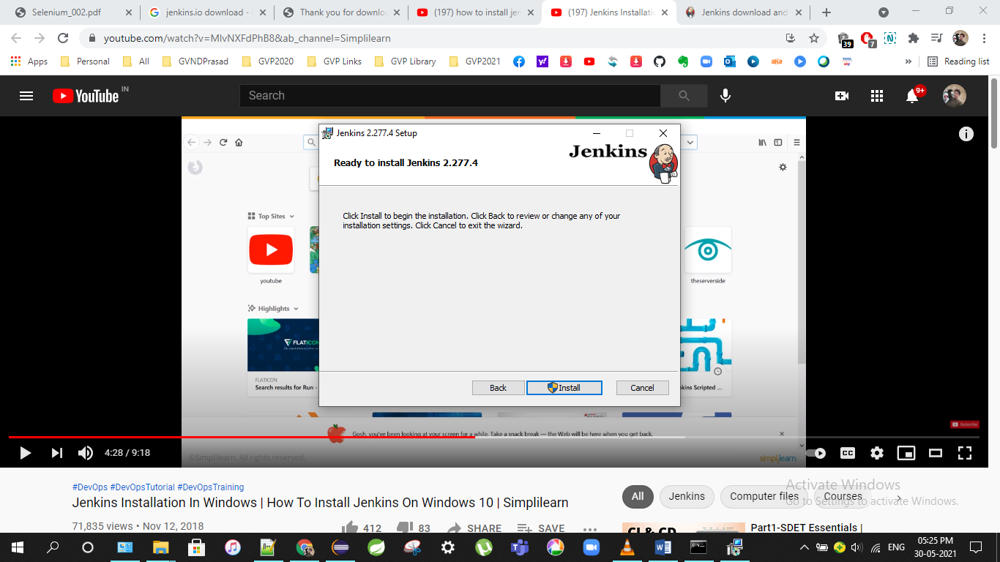 Selenium_002.pdf
jenkins.io download -
Thank you for downlo
(197) how to install jen
(197) Jenkins Installatio
Jenkins download and
youtube.com/watch?v=MlvNXFdPhB8&ab_channel=Simplilearn
39
7
Apps
Personal
All
GVNDPrasad
GVP2020
GVP Links
GVP Library
GVP2021
Reading list
YouTube IN
Search
9+
Jenkins 2.277.4 Setup
Jenkins
Ready to install Jenkins 2.277.4
Click Install to begin the installation. Click Back to review or change any of your
installation settings. Click Cancel to exit the wizard.
Top Sites
youtube
theserverside
Highlights
FLATICON
FLATICON
Search results for Run -
kins Scripted ...
Back
Install
Cancel
Gosh, you've been looking at your screen for a while. Take a snack break — the Web will be here when you get back.
Subscribe
4:28 / 9:18
CC
©Simplilearn. All rights reserved.
simplilearn
#DevOps #DevOpsTutorial #DevOpsTraining
Jenkins Installation In Windows | How To Install Jenkins On Windows 10 | Simplilearn
71,835 views • Nov 12, 2018
412
83
SHARE
SAVE
All
Jenkins
Computer files
Courses
Activate Windows
Go to Settings to activate Windows.
CI & CD
Part1-SDET Essentials |
ENG
05:25 PM
30-05-2021